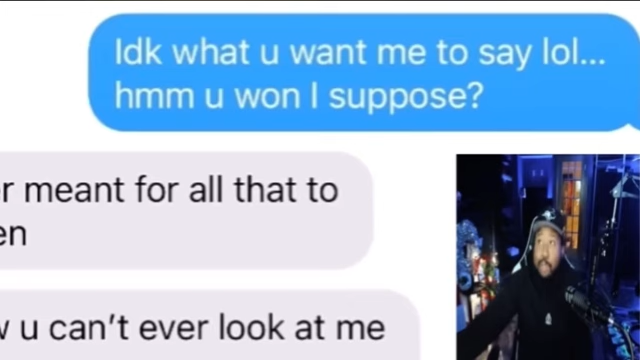 Idk what u want me to say lol...
hmm u won I suppose?
r meant for all that to
en
u can't ever look at me